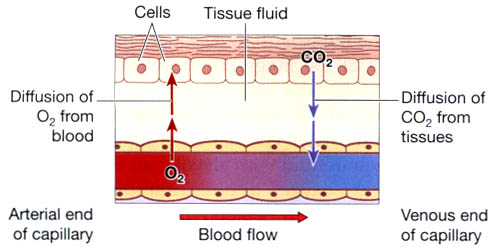 Cells
Tissue fluid
CO2
Diffusion of
O2 from
blood
Diffusion of
CO2 from
tissues
O2
Arterial end
of capillary
Blood flow
Venous end
of capillary